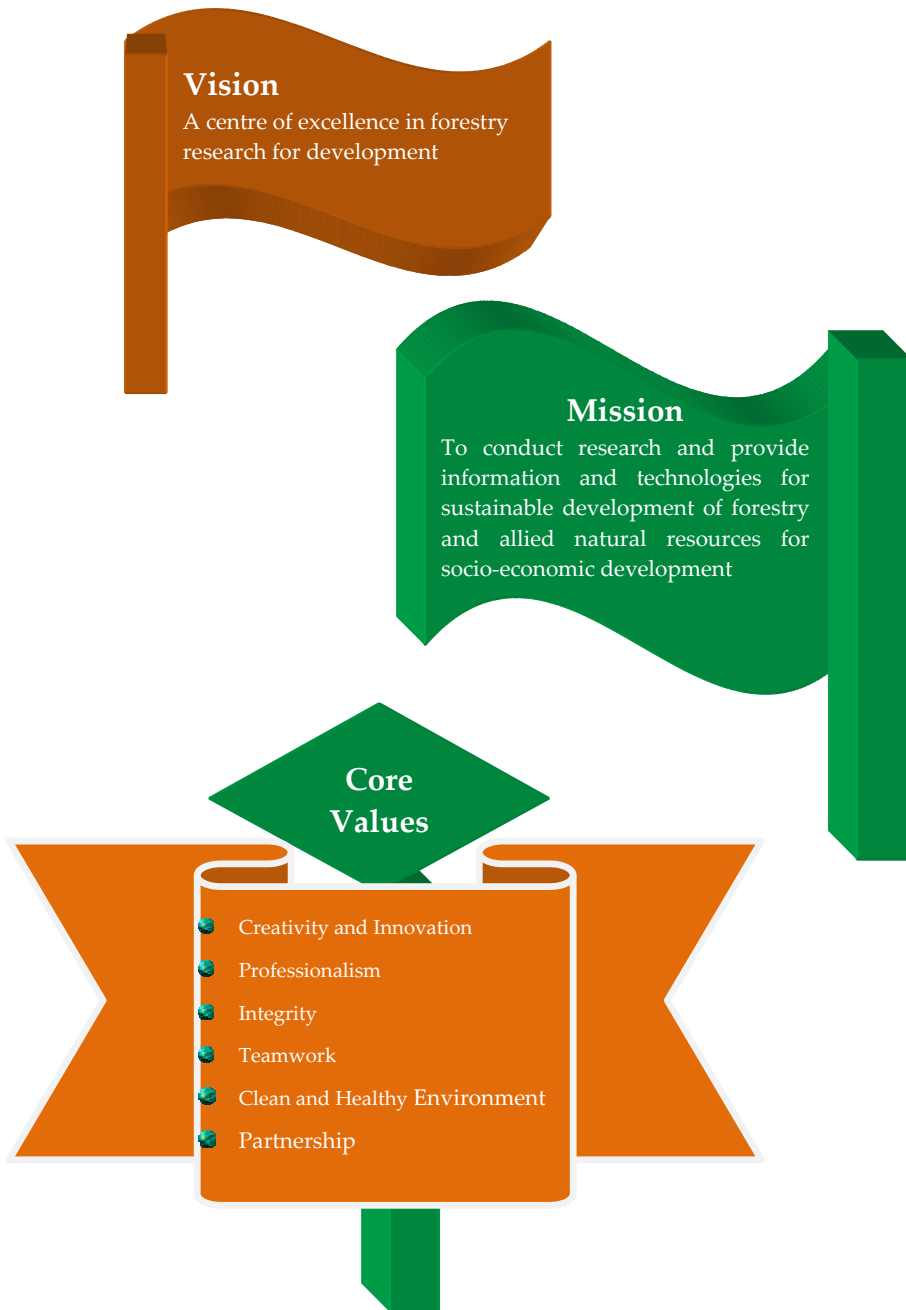 Vision
A centre of excellence in forestry
research for development
Mission
To conduct research and provide
information and technologies for
sustainable development of forestry
and allied natural resources for
socio-economic development
Core
Values
Creativity and Innovation
Professionalism
Integrity
Teamwork
Clean and Healthy Environment
Partnership